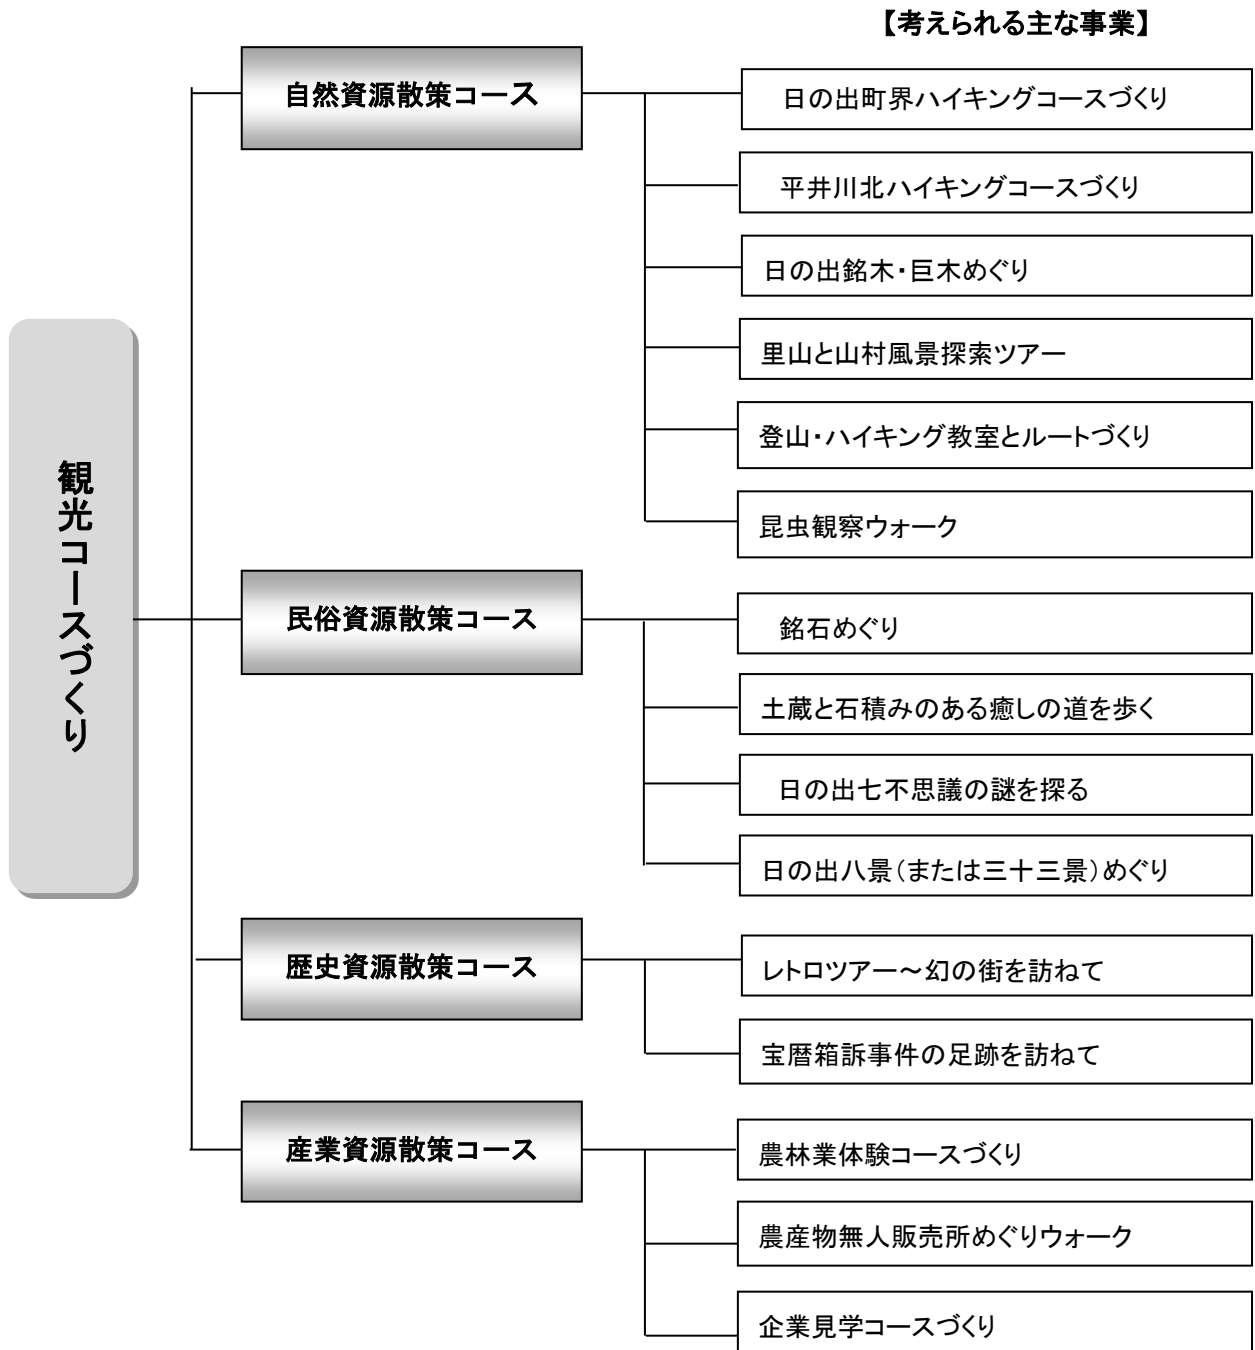 【考えられる主な事業】
観光コースづくり
自然資源散策コース
日の出町界ハイキングコースづくり
平井川北ハイキングコースづくり
日の出銘木・巨木めぐり
里山と山村風景探索ツアー
登山・ハイキング教室とルートづくり
昆虫観察ウォーク
民俗資源散策コース
銘石めぐり
土蔵と石積みのある癒しの道を歩く
日の出七不思議の謎を探る
日の出八景(または三十三景)めぐり
歴史資源散策コース
レトロツアー～幻の街を訪ねて
宝暦箱訴事件の足跡を訪ねて
産業資源散策コース
農林業体験コースづくり
農産物無人販売所めぐりウォーク
企業見学コースづくり